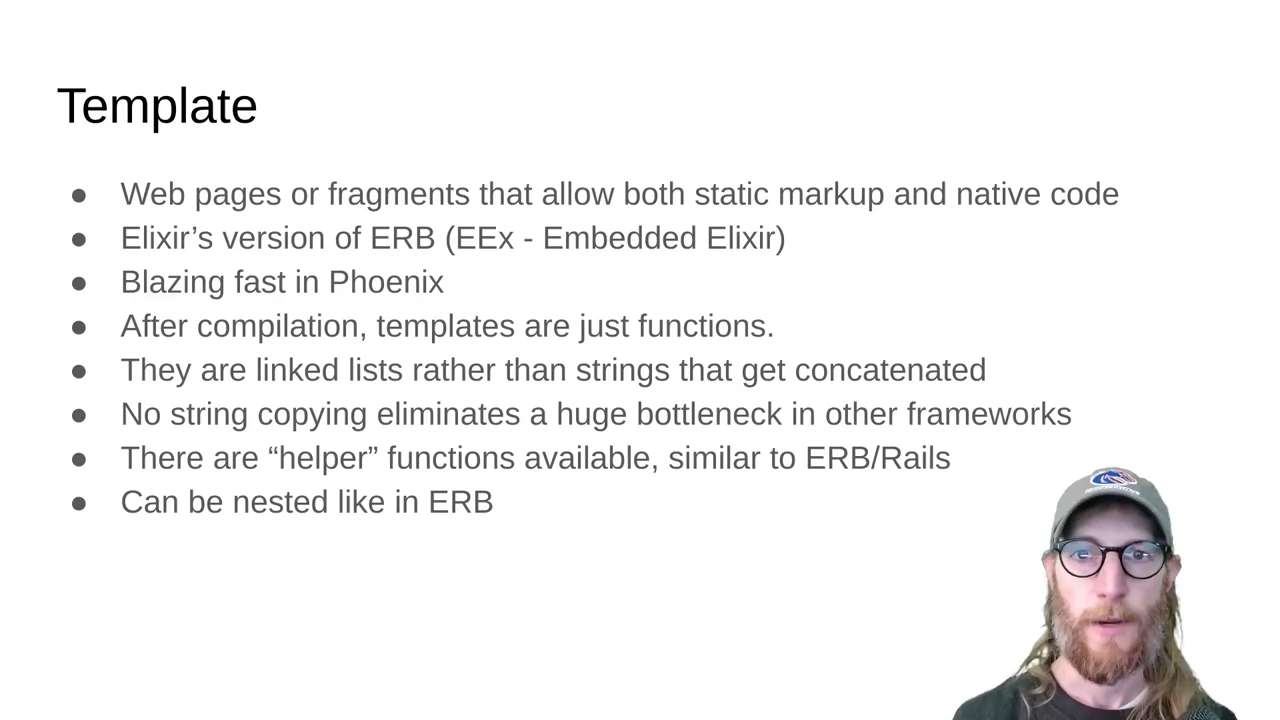 Template
● Web pages or fragments that allow both static markup and native code
● Elixir’s version of ERB (EEx - Embedded Elixir)
● Blazing fast in Phoenix
● After compilation, templates are just functions.
● They are linked lists rather than strings that get concatenated
● No string copying eliminates a huge bottleneck in other frameworks
● There are “helper” functions available, similar to ERB/Rails
● Can be nested like in ERB